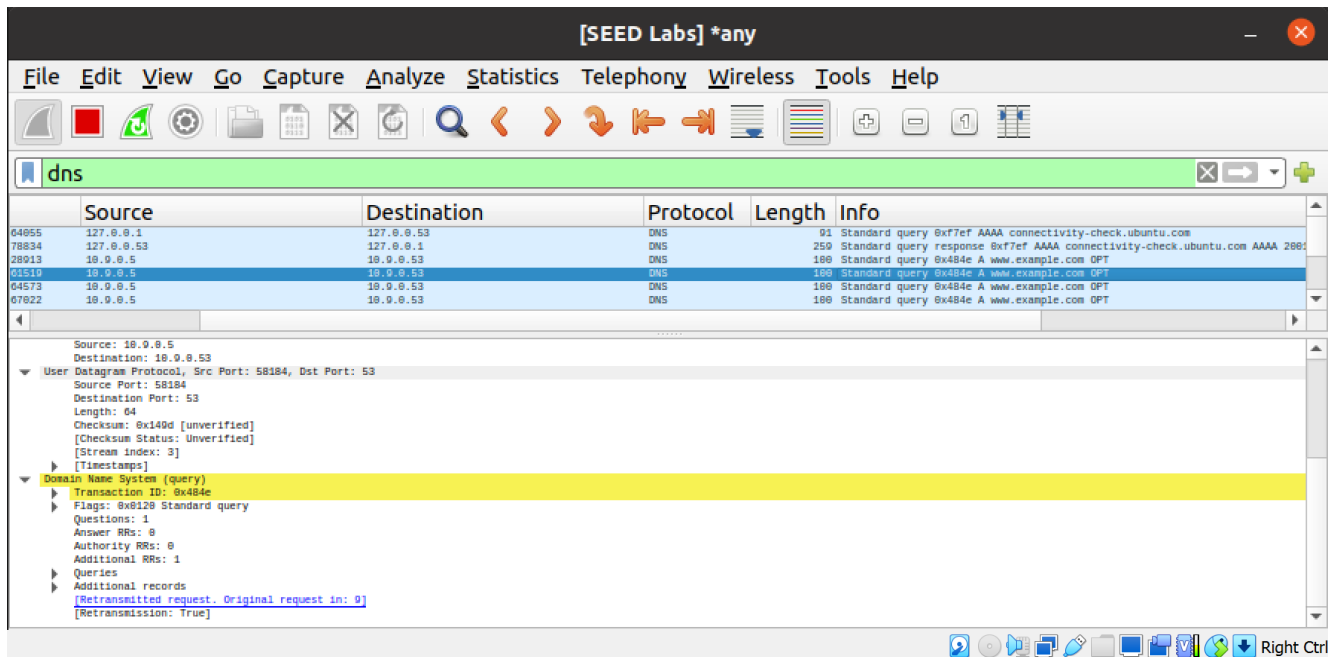 [SEED Labs] *any
File Edit View Go Capture Analyze Statistics Telephony Wireless Tools Help
dns
Source Destination Protocol Length Info
64055 127.0.0.1 127.0.0.53 DNS 91 Standard query 0xf7ef AAAA connectivity-check.ubuntu.com
78834 127.0.0.53 127.0.0.1 DNS 259 Standard query response 0xf7ef AAAA connectivity-check.ubuntu.com AAAA 2001
28913 10.9.0.5 10.9.0.53 DNS 100 Standard query 0x484e A www.example.com OPT
61519 10.9.0.5 10.9.0.53 DNS 100 Standard query 0x484e A www.example.com OPT
64573 10.9.0.5 10.9.0.53 DNS 100 Standard query 0x484e A www.example.com OPT
67022 10.9.0.5 10.9.0.53 DNS 100 Standard query 0x484e A www.example.com OPT
Source: 10.9.0.5
Destination: 10.9.0.53
User Datagram Protocol, Src Port: 58184, Dst Port: 53
Source Port: 58184
Destination Port: 53
Length: 64
Checksum: 0x149d [unverified]
[Checksum Status: Unverified]
[Stream index: 3]
[Timestamps]
Domain Name System (query)
Transaction ID: 0x484e
Flags: 0x0120 Standard query
Questions: 1
Answer RRs: 0
Authority RRs: 0
Additional RRs: 1
Queries
Additional records
[Retransmitted request. Original request in: 9]
[Retransmission: True]
Right Ctrl